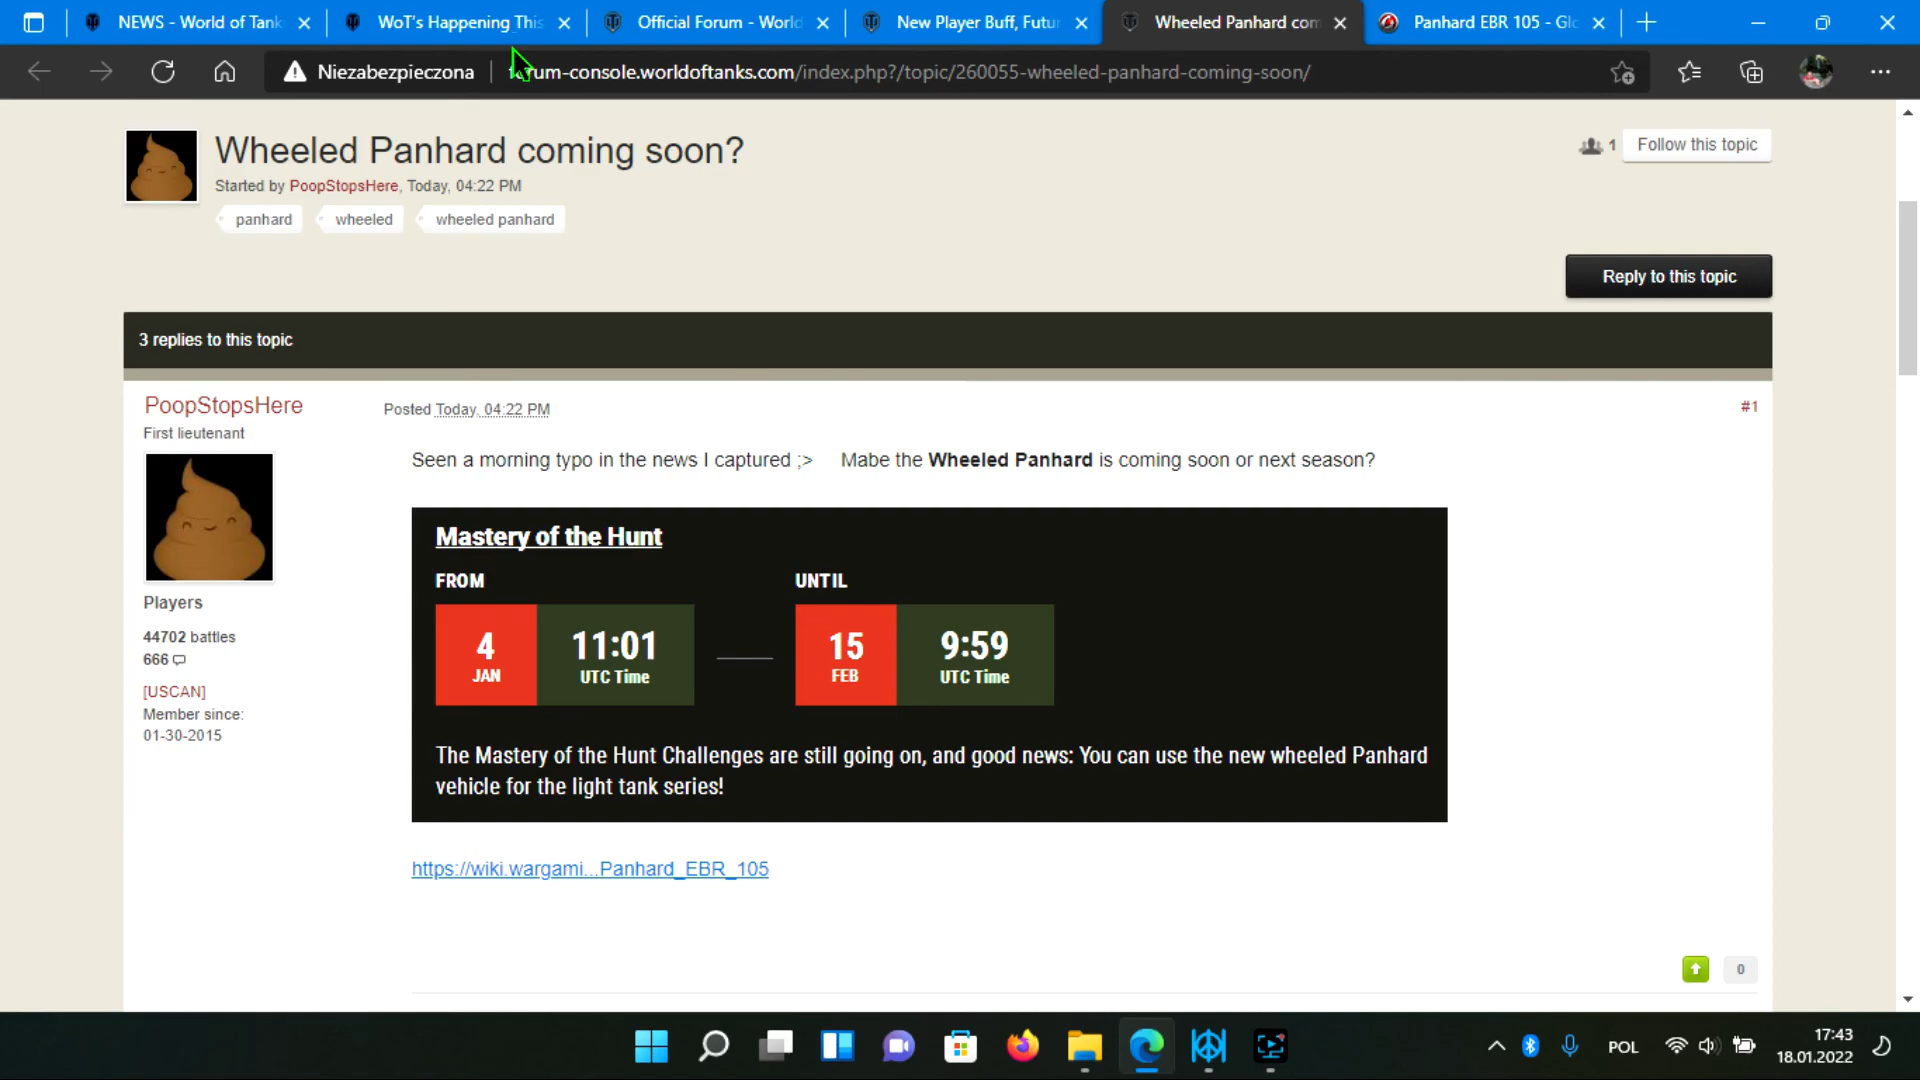 NEWS - World of Tank
WoT's Happening This
Official Forum - World
New Player Buff, Futur
Wheeled Panhard com
Panhard EBR 105 - Glo
Niezabezpieczona
forum-console.worldoftanks.com/index.php?/topic/260055-wheeled-panhard-coming-soon/
Wheeled Panhard coming soon?
1
Follow this topic
Started by PoopStopsHere, Today, 04:22 PM
panhard
wheeled
wheeled panhard
Reply to this topic
3 replies to this topic
PoopStopsHere
Posted Today, 04:22 PM
#1
First lieutenant
Seen a morning typo in the news I captured ;> Mabe the Wheeled Panhard is coming soon or next season?
Mastery of the Hunt
FROM
UNTIL
4
JAN
11:01
UTC Time
15
FEB
9:59
UTC Time
Players
44702 battles
666
[USCAN]
Member since:
01-30-2015
The Mastery of the Hunt Challenges are still going on, and good news: You can use the new wheeled Panhard
vehicle for the light tank series!
https://wiki.wargami...Panhard_EBR_105
0
POL
17:43
18.01.2022